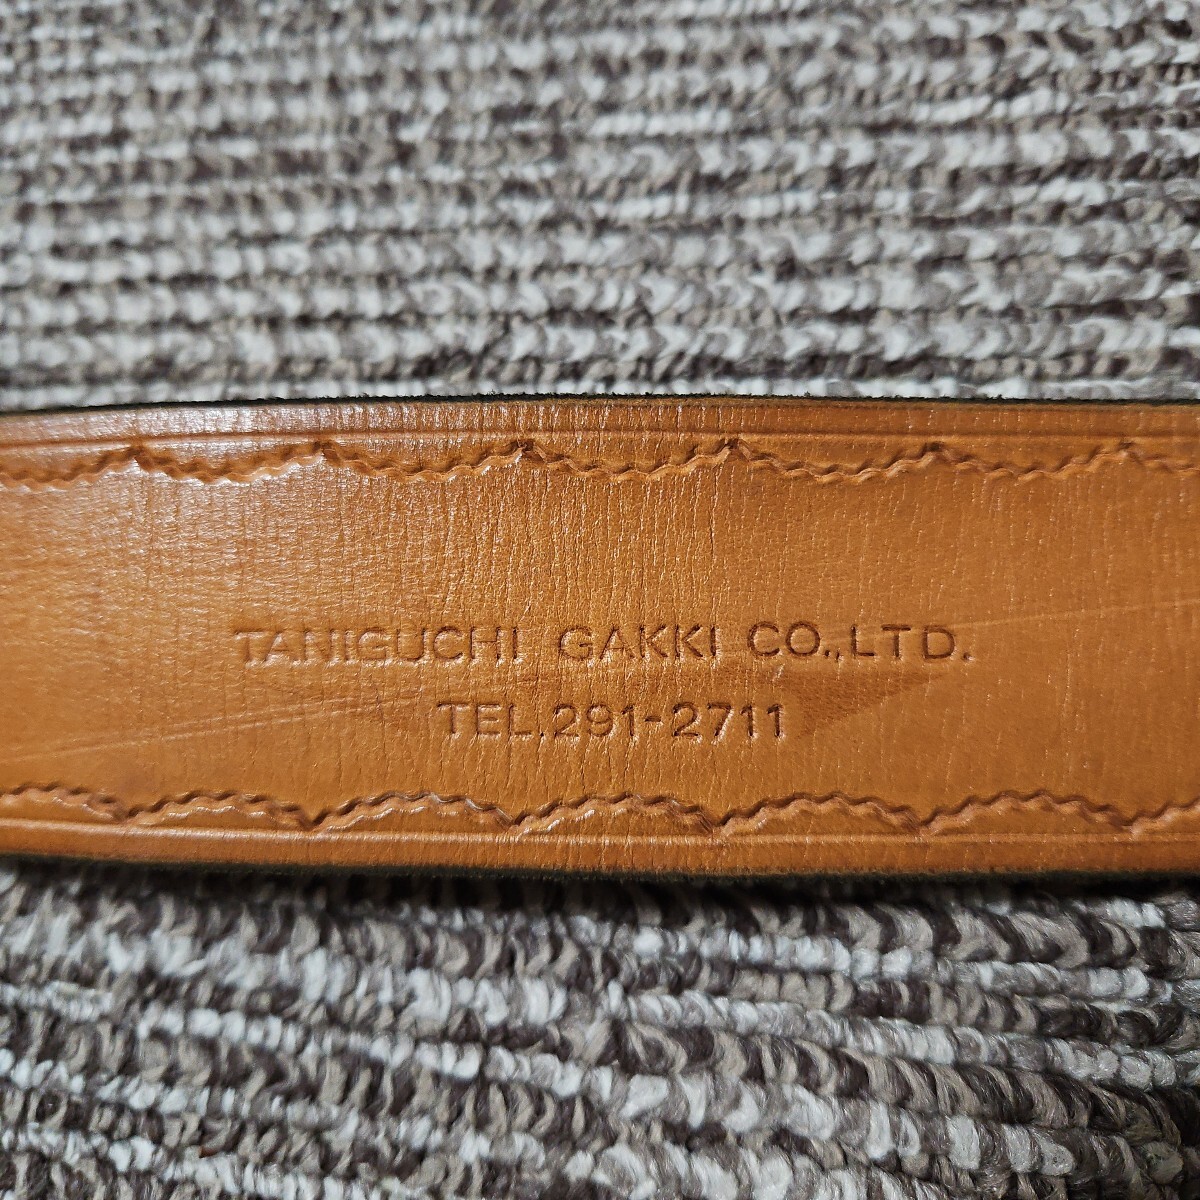 TANIGUCHI GAKKI CO.,LTD.
TEL.291-2711